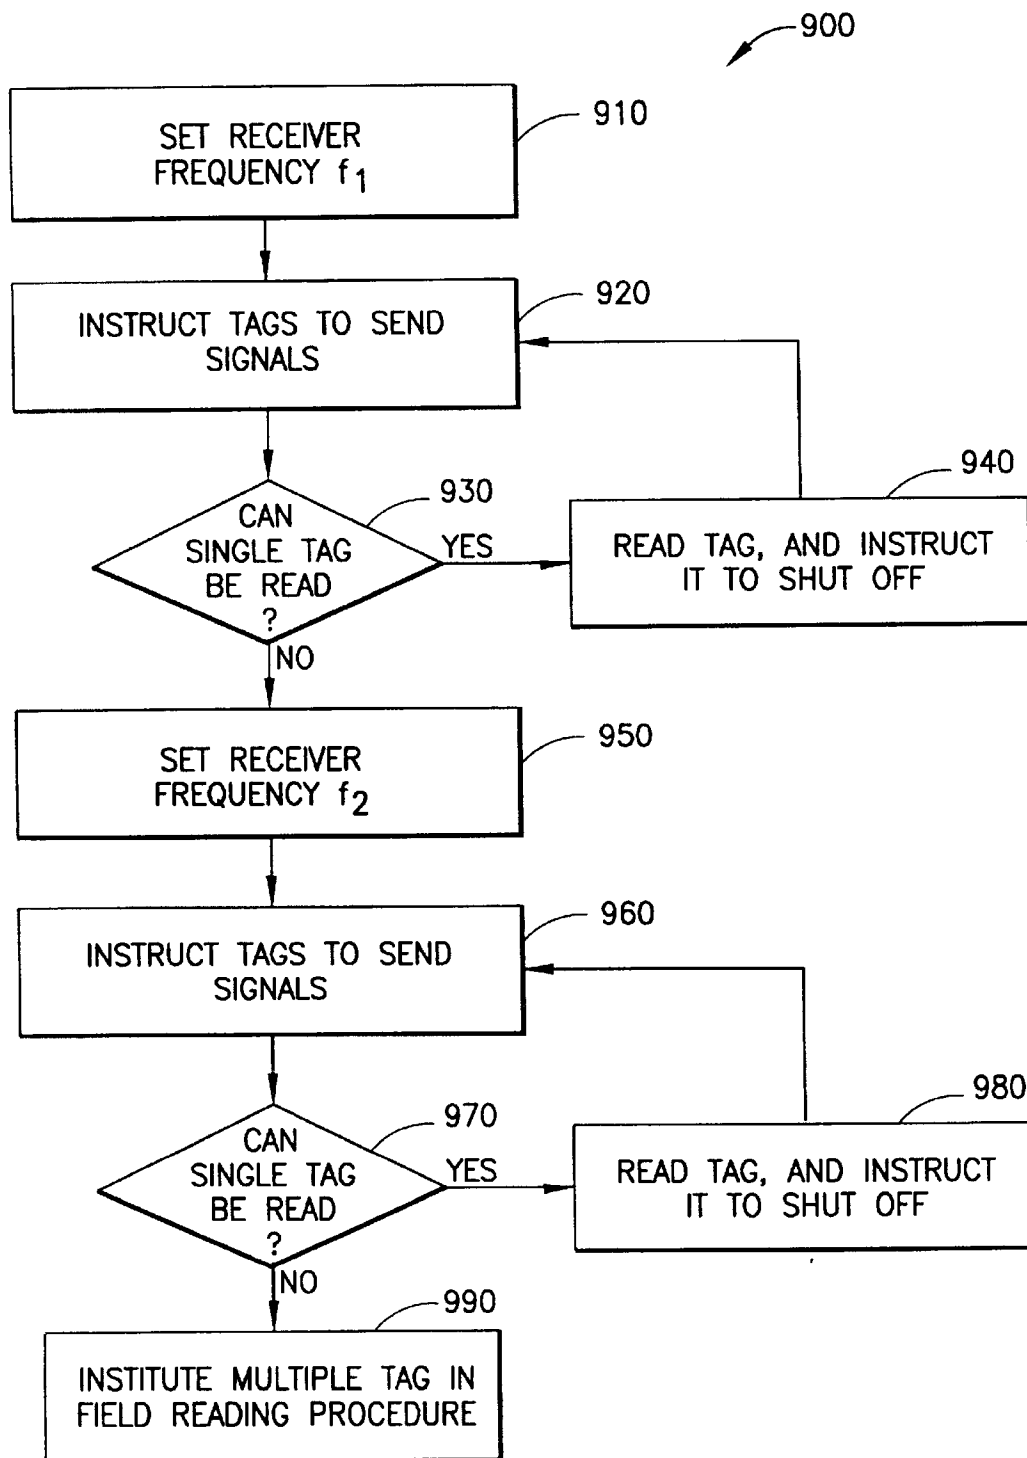 900
910
SET RECEIVER
FREQUENCY f1
920
INSTRUCT TAGS TO SEND
SIGNALS
930
CAN
SINGLE TAG
BE READ
?
YES
940
READ TAG, AND INSTRUCT
IT TO SHUT OFF
NO
950
SET RECEIVER
FREQUENCY f2
960
INSTRUCT TAGS TO SEND
SIGNALS
970
CAN
SINGLE TAG
BE READ
?
YES
980
READ TAG, AND INSTRUCT
IT TO SHUT OFF
NO
990
INSTITUTE MULTIPLE TAG IN
FIELD READING PROCEDURE